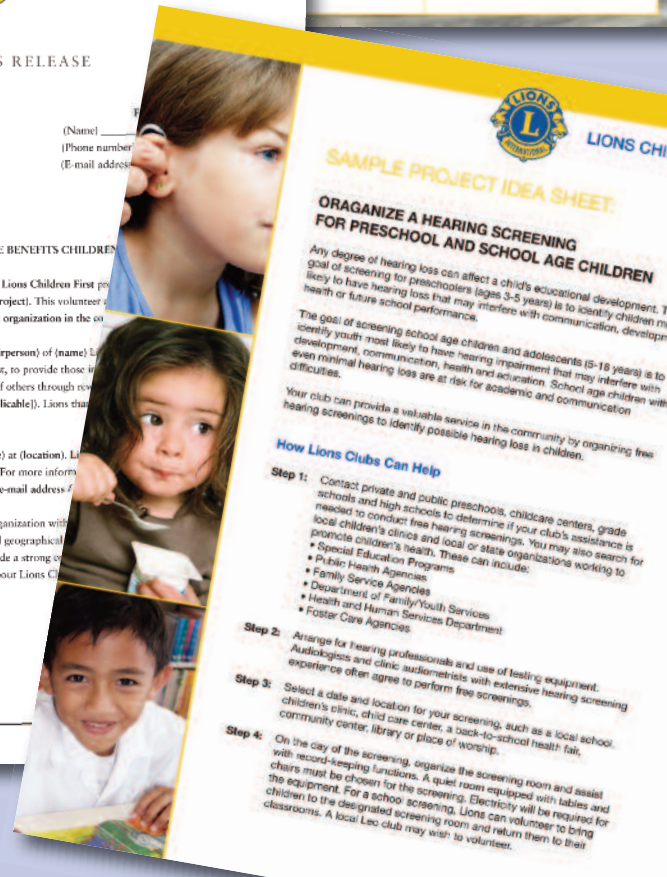 S RELEASE
(Name)
(Phone number
(E-mail address
E BENEFITS CHILDREN
Lions Children First pro
roject). This volunteer
organization in the co
irperson) of (name) Li
r, to provide those i
f others through rev
licable]). Lions tha
) at (location). Li
For more inform
e-mail address
ganization with
l geographical
de a strong
out Lions Cl
LIONS
L
INTERNATIONAL
LIONS CHI
SAMPLE PROJECT IDEA SHEET:
ORAGANIZE A HEARING SCREENING
FOR PRESCHOOL AND SCHOOL AGE CHILDREN
Any degree of hearing loss can affect a child's educational development. T
goal of screening for preschoolers (ages 3-5 years) is to identify children m
likely to have hearing loss that may interfere with communication, developm
health or future school performance.
The goal of screening school age children and adolescents (5-18 years) is to
identify youth most likely to have hearing impairment that may interfere with
development, communication, health and education. School age children with
even minimal hearing loss are at risk for academic and communication
difficulties.
Your club can provide a valuable service in the community by organizing free
hearing screenings to identify possible hearing loss in children.
How Lions Clubs Can Help
Step 1: Contact private and public preschools, childcare centers, grade
schools and high schools to determine if your club's assistance is
needed to conduct free hearing screenings. You may also search for
local children's clinics and local or state organizations working to
promote children's health. These can include:
• Special Education Programs
• Public Health Agencies
• Family Service Agencies
• Department of Family/Youth Services
• Health and Human Services Department
• Foster Care Agencies
Step 2: Arrange for hearing professionals and use of testing equipment.
Audiologists and clinic audiometrists with extensive hearing screening
experience often agree to perform free screenings.
Step 3: Select a date and location for your screening, such as a local school,
children's clinic, child care center, a back-to-school health fair,
community center, library or place of worship.
Step 4: On the day of the screening, organize the screening room and assist
with record-keeping functions. A quiet room equipped with tables and
chairs must be chosen for the screening. Electricity will be required for
the equipment. For a school screening, Lions can volunteer to bring
children to the designated screening room and return them to their
classrooms. A local Leo club may wish to volunteer.